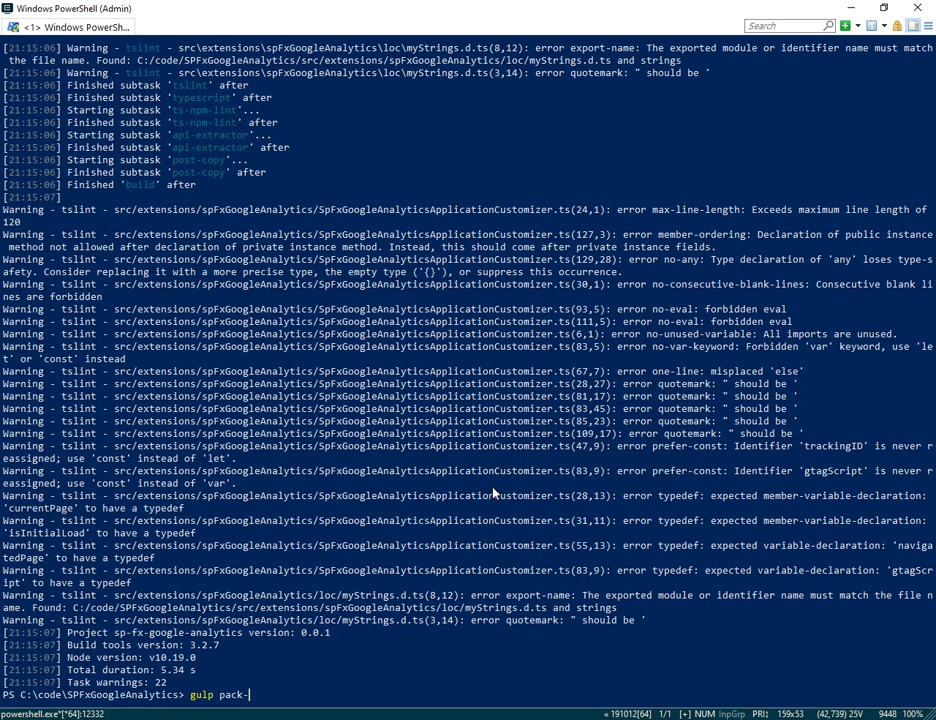 Windows PowerShell (Admin)
<1> Windows PowerSh...
Search
[21:15:06] Warning - tslint - src\extensions\spFxGoogleAnalytics\loc\myStrings.d.ts(8,12): error export-name: The exported module or identifier name must match
 the file name. Found: C:/code/SPFxGoogleAnalytics/src/extensions/spFxGoogleAnalytics/loc/myStrings.d.ts and strings
[21:15:06] Warning - tslint - src\extensions\spFxGoogleAnalytics\loc\myStrings.d.ts(3,14): error quotemark: " should be '
[21:15:06] Finished subtask 'tslint' after
[21:15:06] Finished subtask 'typescript' after
[21:15:06] Starting subtask 'ts-npm-lint'...
[21:15:06] Finished subtask 'ts-npm-lint' after
[21:15:06] Starting subtask 'api-extractor'...
[21:15:06] Finished subtask 'api-extractor' after
[21:15:06] Starting subtask 'post-copy'...
[21:15:06] Finished subtask 'post-copy' after
[21:15:06] Finished 'build' after
[21:15:07]
Warning - tslint - src/extensions/spFxGoogleAnalytics/SpFxGoogleAnalyticsApplicationCustomizer.ts(24,1): error max-line-length: Exceeds maximum line length of
120
Warning - tslint - src/extensions/spFxGoogleAnalytics/SpFxGoogleAnalyticsApplicationCustomizer.ts(127,3): error member-ordering: Declaration of public instance
 method not allowed after declaration of private instance method. Instead, this should come after private instance fields.
Warning - tslint - src/extensions/spFxGoogleAnalytics/SpFxGoogleAnalyticsApplicationCustomizer.ts(129,28): error no-any: Type declaration of 'any' loses type-s
afety. Consider replacing it with a more precise type, the empty type ('{}'), or suppress this occurrence.
Warning - tslint - src/extensions/spFxGoogleAnalytics/SpFxGoogleAnalyticsApplicationCustomizer.ts(30,1): error no-consecutive-blank-lines: Consecutive blank li
nes are forbidden
Warning - tslint - src/extensions/spFxGoogleAnalytics/SpFxGoogleAnalyticsApplicationCustomizer.ts(93,5): error no-eval: forbidden eval
Warning - tslint - src/extensions/spFxGoogleAnalytics/SpFxGoogleAnalyticsApplicationCustomizer.ts(111,5): error no-eval: forbidden eval
Warning - tslint - src/extensions/spFxGoogleAnalytics/SpFxGoogleAnalyticsApplicationCustomizer.ts(6,1): error no-unused-variable: All imports are unused.
Warning - tslint - src/extensions/spFxGoogleAnalytics/SpFxGoogleAnalyticsApplicationCustomizer.ts(83,5): error no-var-keyword: Forbidden 'var' keyword, use 'le
t' or 'const' instead
Warning - tslint - src/extensions/spFxGoogleAnalytics/SpFxGoogleAnalyticsApplicationCustomizer.ts(67,7): error one-line: misplaced 'else'
Warning - tslint - src/extensions/spFxGoogleAnalytics/SpFxGoogleAnalyticsApplicationCustomizer.ts(28,27): error quotemark: " should be '
Warning - tslint - src/extensions/spFxGoogleAnalytics/SpFxGoogleAnalyticsApplicationCustomizer.ts(81,17): error quotemark: " should be '
Warning - tslint - src/extensions/spFxGoogleAnalytics/SpFxGoogleAnalyticsApplicationCustomizer.ts(83,45): error quotemark: " should be '
Warning - tslint - src/extensions/spFxGoogleAnalytics/SpFxGoogleAnalyticsApplicationCustomizer.ts(85,23): error quotemark: " should be '
Warning - tslint - src/extensions/spFxGoogleAnalytics/SpFxGoogleAnalyticsApplicationCustomizer.ts(109,17): error quotemark: " should be '
Warning - tslint - src/extensions/spFxGoogleAnalytics/SpFxGoogleAnalyticsApplicationCustomizer.ts(47,9): error prefer-const: Identifier 'trackingID' is never r
eassigned; use 'const' instead of 'let'.
Warning - tslint - src/extensions/spFxGoogleAnalytics/SpFxGoogleAnalyticsApplicationCustomizer.ts(83,9): error prefer-const: Identifier 'gtagScript' is never r
eassigned; use 'const' instead of 'var'.
Warning - tslint - src/extensions/spFxGoogleAnalytics/SpFxGoogleAnalyticsApplicationCustomizer.ts(28,13): error typedef: expected member-variable-declaration:
'currentPage' to have a typedef
Warning - tslint - src/extensions/spFxGoogleAnalytics/SpFxGoogleAnalyticsApplicationCustomizer.ts(31,11): error typedef: expected member-variable-declaration:
'isInitialLoad' to have a typedef
Warning - tslint - src/extensions/spFxGoogleAnalytics/SpFxGoogleAnalyticsApplicationCustomizer.ts(55,13): error typedef: expected variable-declaration: 'naviga
tedPage' to have a typedef
Warning - tslint - src/extensions/spFxGoogleAnalytics/SpFxGoogleAnalyticsApplicationCustomizer.ts(83,9): error typedef: expected variable-declaration: 'gtagScr
ipt' to have a typedef
Warning - tslint - src/extensions/spFxGoogleAnalytics/loc/myStrings.d.ts(8,12): error export-name: The exported module or identifier name must match the file n
ame. Found: C:/code/SPFxGoogleAnalytics/src/extensions/spFxGoogleAnalytics/loc/myStrings.d.ts and strings
Warning - tslint - src/extensions/spFxGoogleAnalytics/loc/myStrings.d.ts(3,14): error quotemark: " should be '
[21:15:07] Project sp-fx-google-analytics version: 0.0.1
[21:15:07] Build tools version: 3.2.7
[21:15:07] Node version: v10.19.0
[21:15:07] Total duration: 5.34 s
[21:15:07] Task warnings: 22
PS C:\code\SPFxGoogleAnalytics> gulp pack-
powershell.exe*[*64]:12332 « 191012[64] 1/1 [+] NUM InpGrp PRI: 159x53 (42,739) 25V 9448 100%